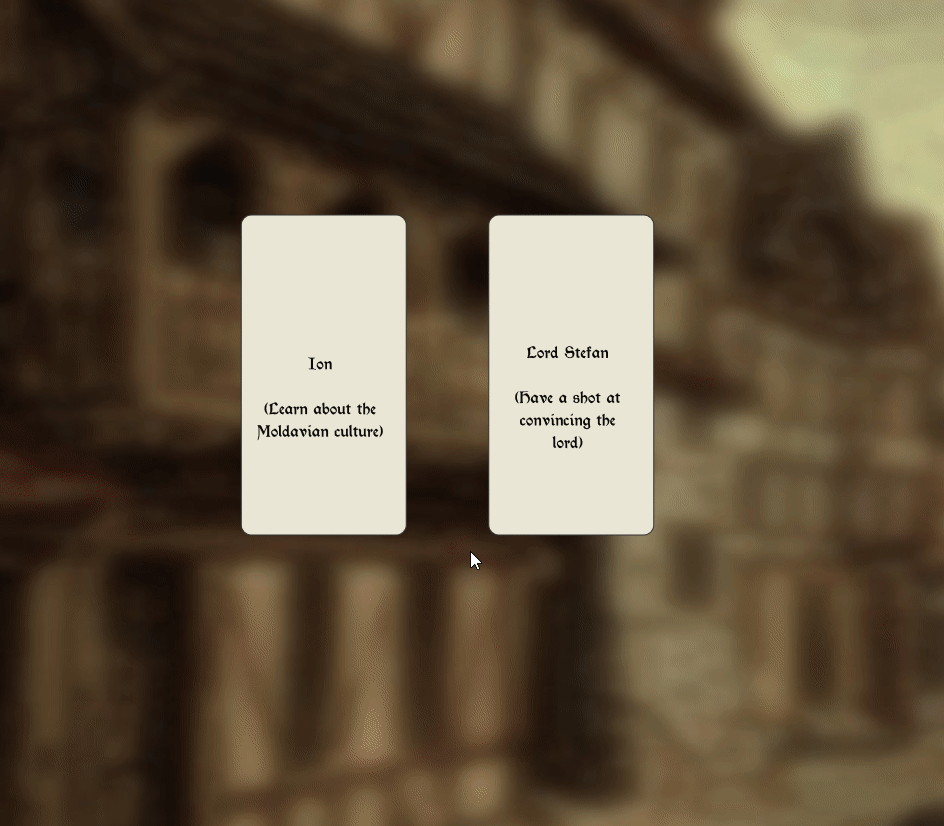 Ion
(Learn about the
Moldavian culture)
Lord Stefan
(Have a shot at
convincing the
lord)